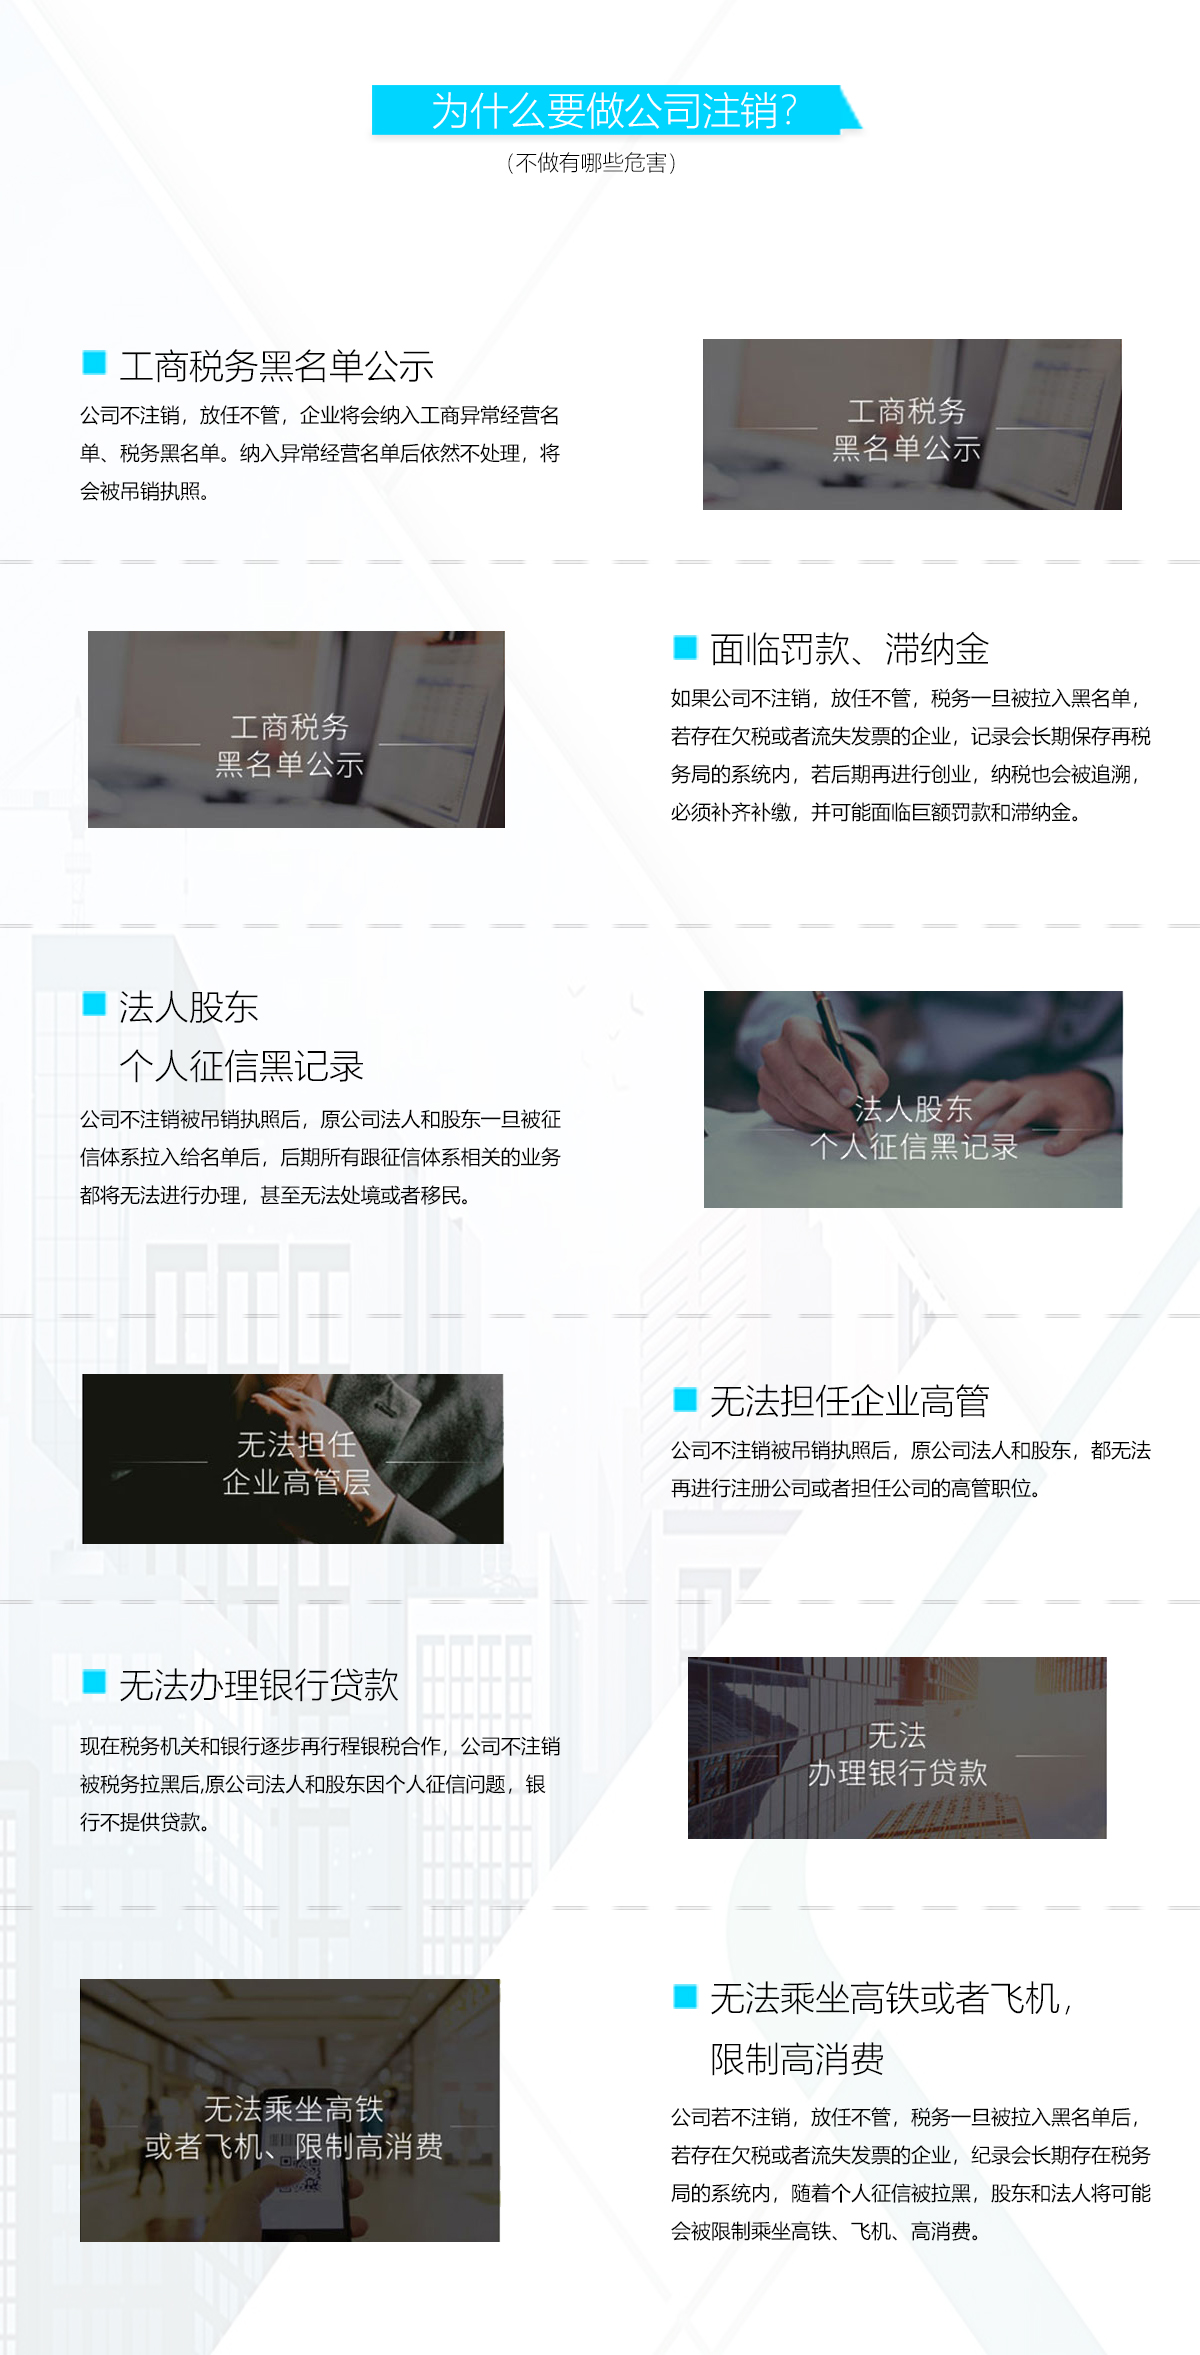 为什么要做公司注销？
（不做有哪些危害）
工商税务黑名单公示
公司不注销，放任不管，企业将会纳入工商异常经营名
单、税务黑名单。纳入异常经营名单后依然不处理，将
会被吊销执照。
工商税务
黑名单公示
工商税务
黑名单公示
面临罚款、滞纳金
如果公司不注销，放任不管，税务一旦被拉入黑名单，
若存在欠税或者流失发票的企业，记录会长期保存再税
务局的系统内，若后期再进行创业，纳税也会被追溯，
必须补齐补缴，并可能面临巨额罚款和滞纳金。
法人股东
个人征信黑记录
公司不注销被吊销执照后，原公司法人和股东一旦被征
信体系拉入给名单后，后期所有跟征信体系相关的业务
都将无法进行办理，甚至无法处境或者移民。
法人股东
个人征信黑记录
无法担任
企业高管层
无法担任企业高管
公司不注销被吊销执照后，原公司法人和股东，都无法
再进行注册公司或者担任公司的高管职位。
无法办理银行贷款
现在税务机关和银行逐步再行程银税合作，公司不注销
被税务拉黑后,原公司法人和股东因个人征信问题，银
行不提供贷款。
无法
办理银行贷款
无法乘坐高铁
或者飞机、限制高消费
无法乘坐高铁或者飞机，
限制高消费
公司若不注销，放任不管，税务一旦被拉入黑名单后，
若存在欠税或者流失发票的企业，纪录会长期存在税务
局的系统内，随着个人征信被拉黑，股东和法人将可能
会被限制乘坐高铁、飞机、高消费。